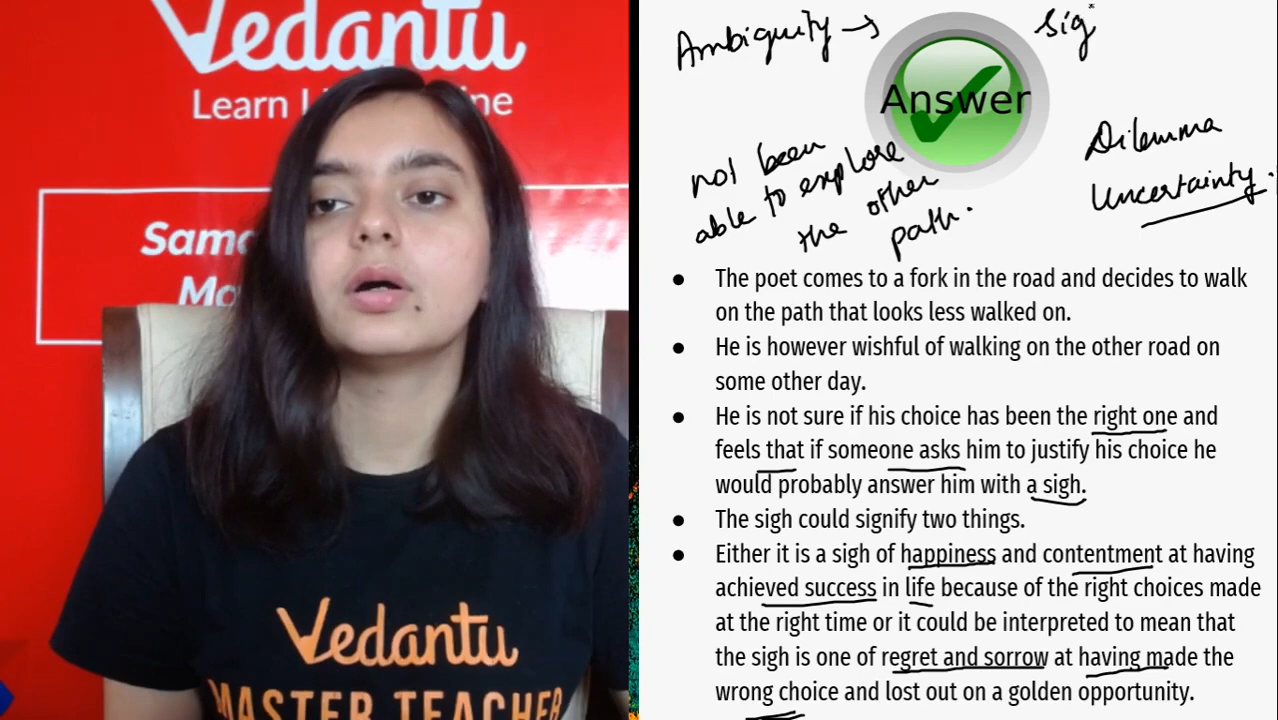 Vedantu
Learn L ne
Sama
Ma
Vedantu
MASTER TEACHER
Ambiguity → sig
Answer
not been
able to explore
the other
path.
Dilemma
Uncertainty.
● The poet comes to a fork in the road and decides to walk
on the path that looks less walked on.
● He is however wishful of walking on the other road on
some other day.
● He is not sure if his choice has been the right one and
feels that if someone asks him to justify his choice he
would probably answer him with a sigh.
● The sigh could signify two things.
● Either it is a sigh of happiness and contentment at having
achieved success in life because of the right choices made
at the right time or it could be interpreted to mean that
the sigh is one of regret and sorrow at having made the
wrong choice and lost out on a golden opportunity.